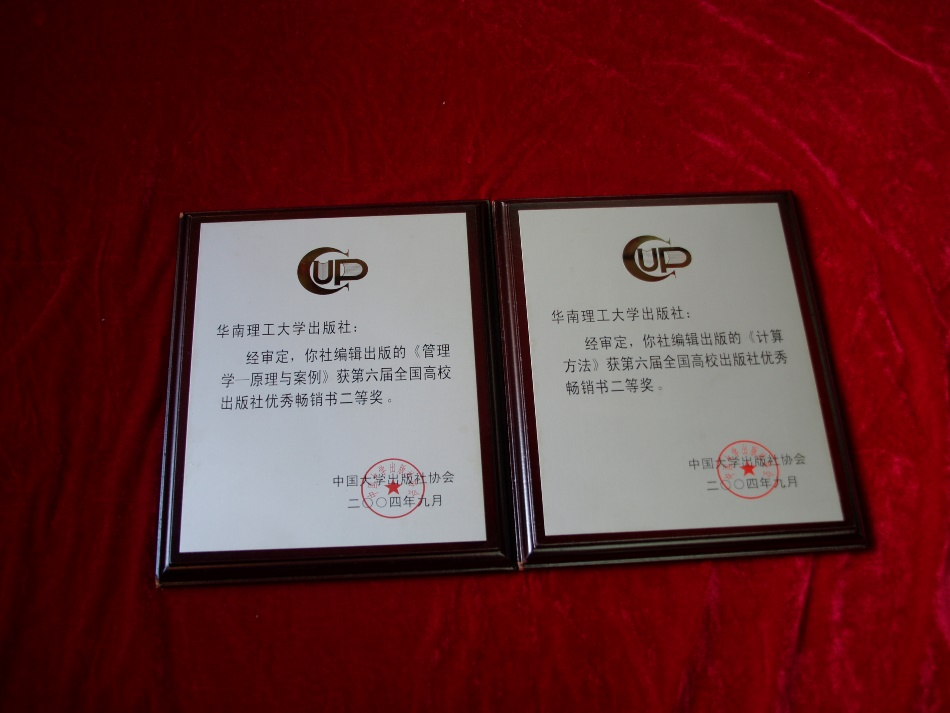 CUP
华南理工大学出版社：
经审定，你社编辑出版的《管理
学—原理与案例》获第六届全国高校
出版社优秀畅销书二等奖。
中国大学出版社协会
二〇〇四年九月
CUP
华南理工大学出版社：
经审定，你社编辑出版的《计算
方法》获第六届全国高校出版社优秀
畅销书二等奖。
中国大学出版社协会
二〇〇四年九月